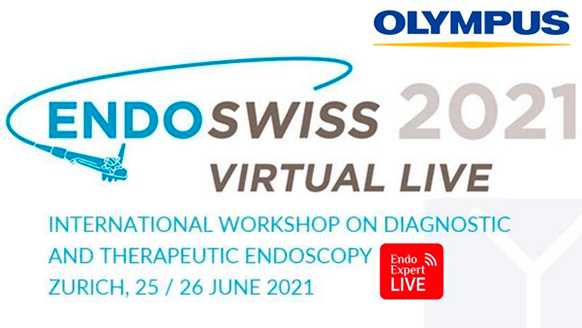 OLYMPUS
ENDOSWISS 2021
VIRTUAL LIVE
INTERNATIONAL WORKSHOP ON DIAGNOSTIC
AND THERAPEUTIC ENDOSCOPY
Endo
Expert
LIVE
ZURICH, 25 / 26 JUNE 2021